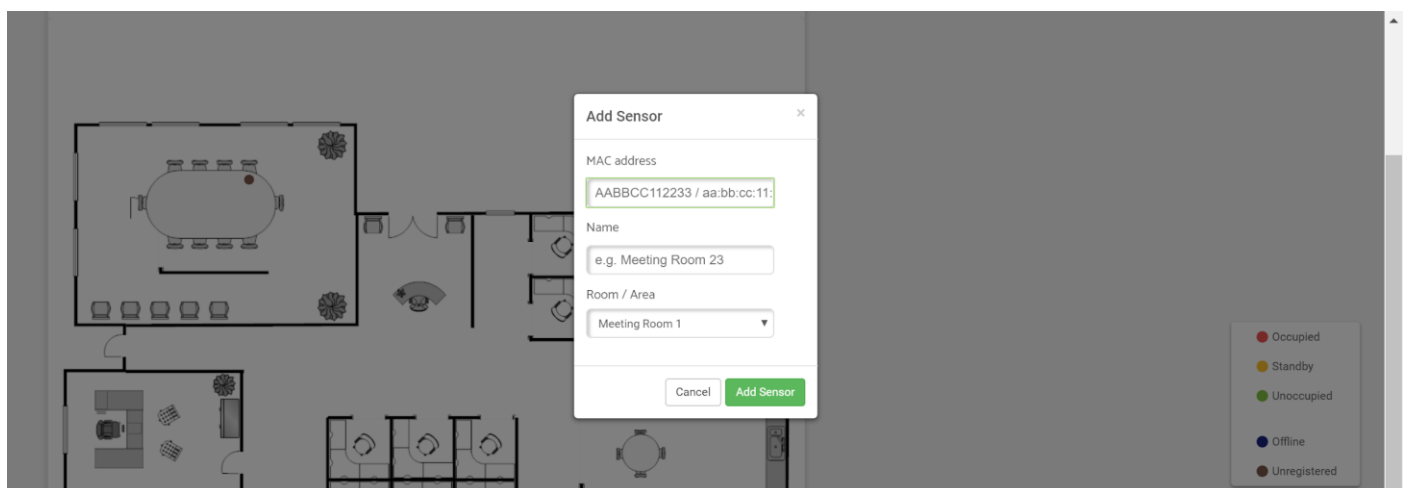 Add Sensor
×
MAC address
AABBCC112233 / aa:bb:cc:11:
Name
e.g. Meeting Room 23
Room / Area
Meeting Room 1
Cancel
Add Sensor
Occupied
Standby
Unoccupied
Offline
Unregistered